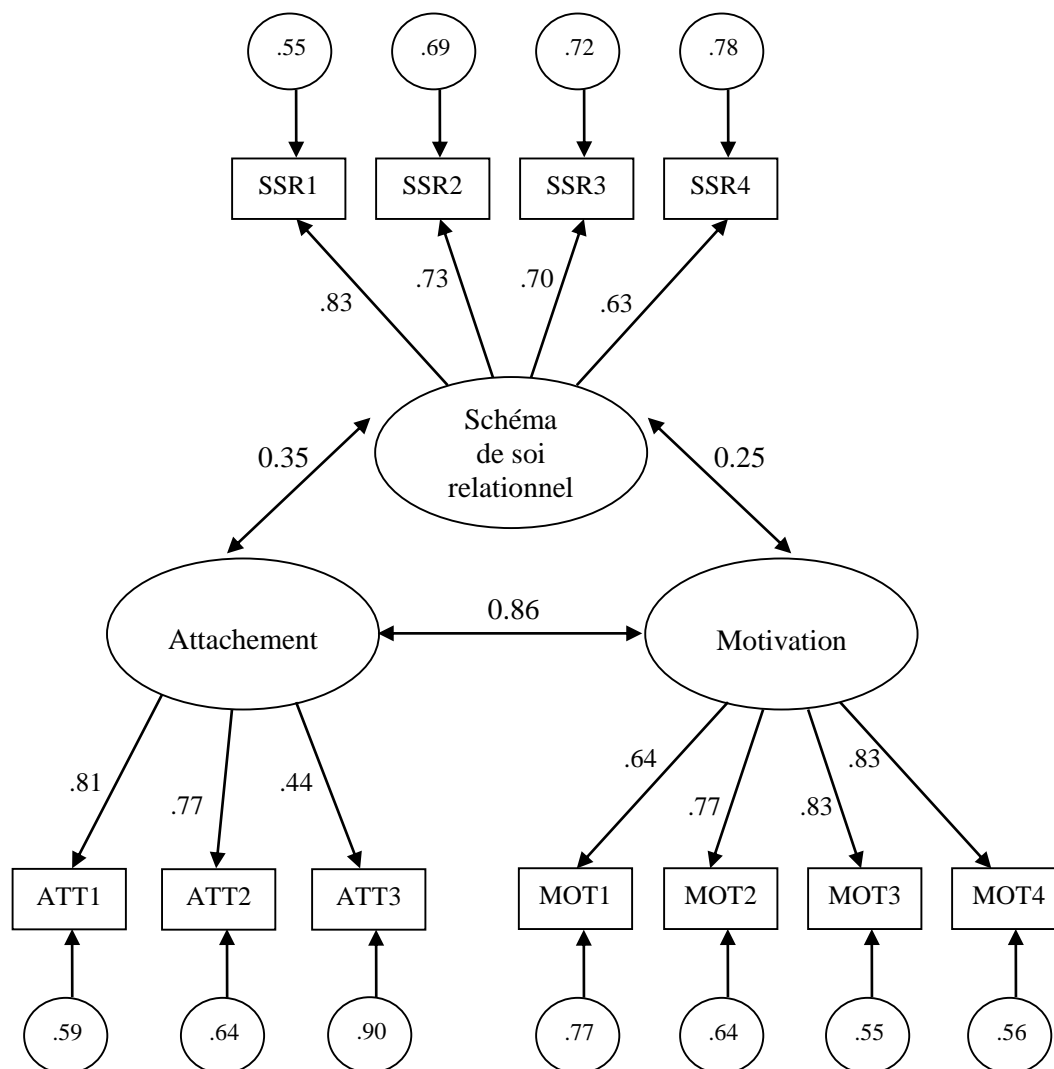 .55 .69 .72 .78
SSR1 SSR2 SSR3 SSR4
.83 .73 .70 .63
Schéma
de soi
relationnel
0.35 0.25
Attachement 0.86 Motivation
.81 .77 .44 .64 .77 .83 .83
ATT1 ATT2 ATT3 MOT1 MOT2 MOT3 MOT4
.59 .64 .90 .77 .64 .55 .56